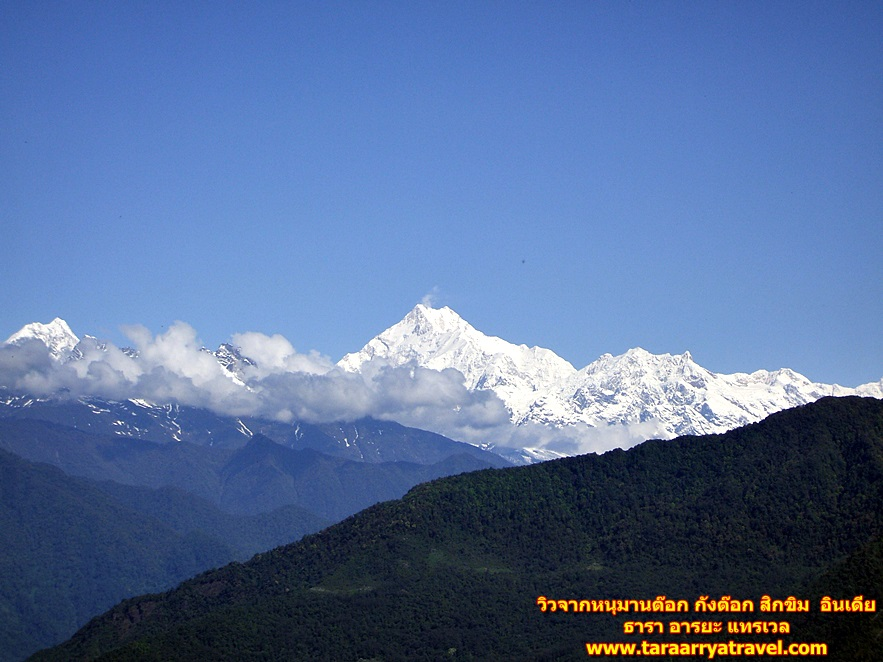 วิวจากหนุมานต๊อก กังต๊อก สิกขิม อินเดีย
ธารา อารยะ แทรเวล
www.taraarryatravel.com